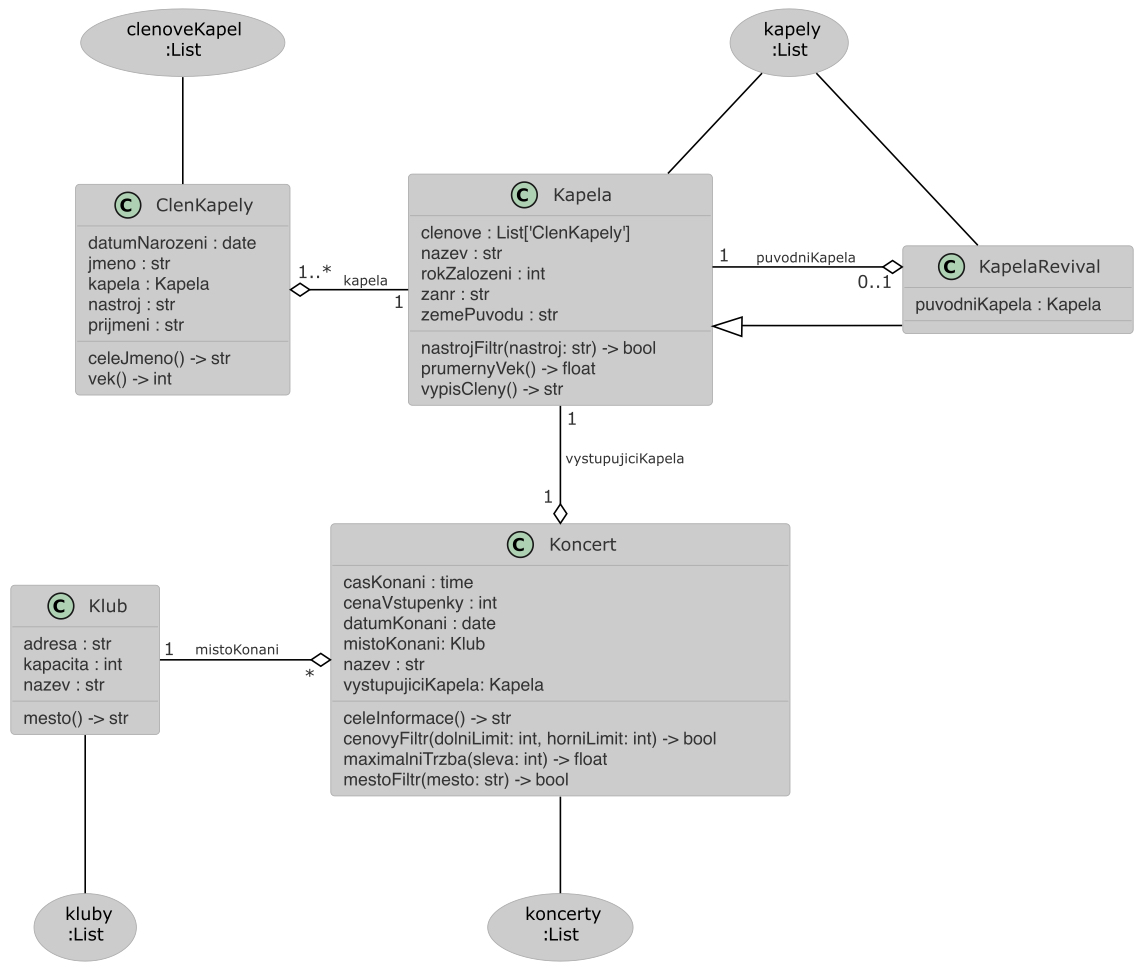 clenoveKapel
:List
kapely
:List
C ClenKapely
datumNarozeni : date
jmeno : str
kapela : Kapela
nastroj : str
prijmeni : str
celeJmeno() -> str
vek() -> int
1..*
kapela
1
C Kapela
clenove : List['ClenKapely']
nazev : str
rokZalozeni : int
zanr : str
zemePuvodu : str
nastrojFiltr(nastroj: str) -> bool
prumernyVek() -> float
vypisCleny() -> str
1
puvodniKapela
0..1
C KapelaRevival
puvodniKapela : Kapela
1
vystupujiciKapela
1
C Koncert
casKonani : time
cenaVstupenky : int
datumKonani : date
mistoKonani: Klub
nazev : str
vystupujiciKapela: Kapela
celeInformace() -> str
cenovyFiltr(dolniLimit: int, horniLimit: int) -> bool
maximalniTrzba(sleva: int) -> float
mestoFiltr(mesto: str) -> bool
C Klub
adresa : str
kapacita : int
nazev : str
mesto() -> str
1
mistoKonani
*
kluby
:List
koncerty
:List